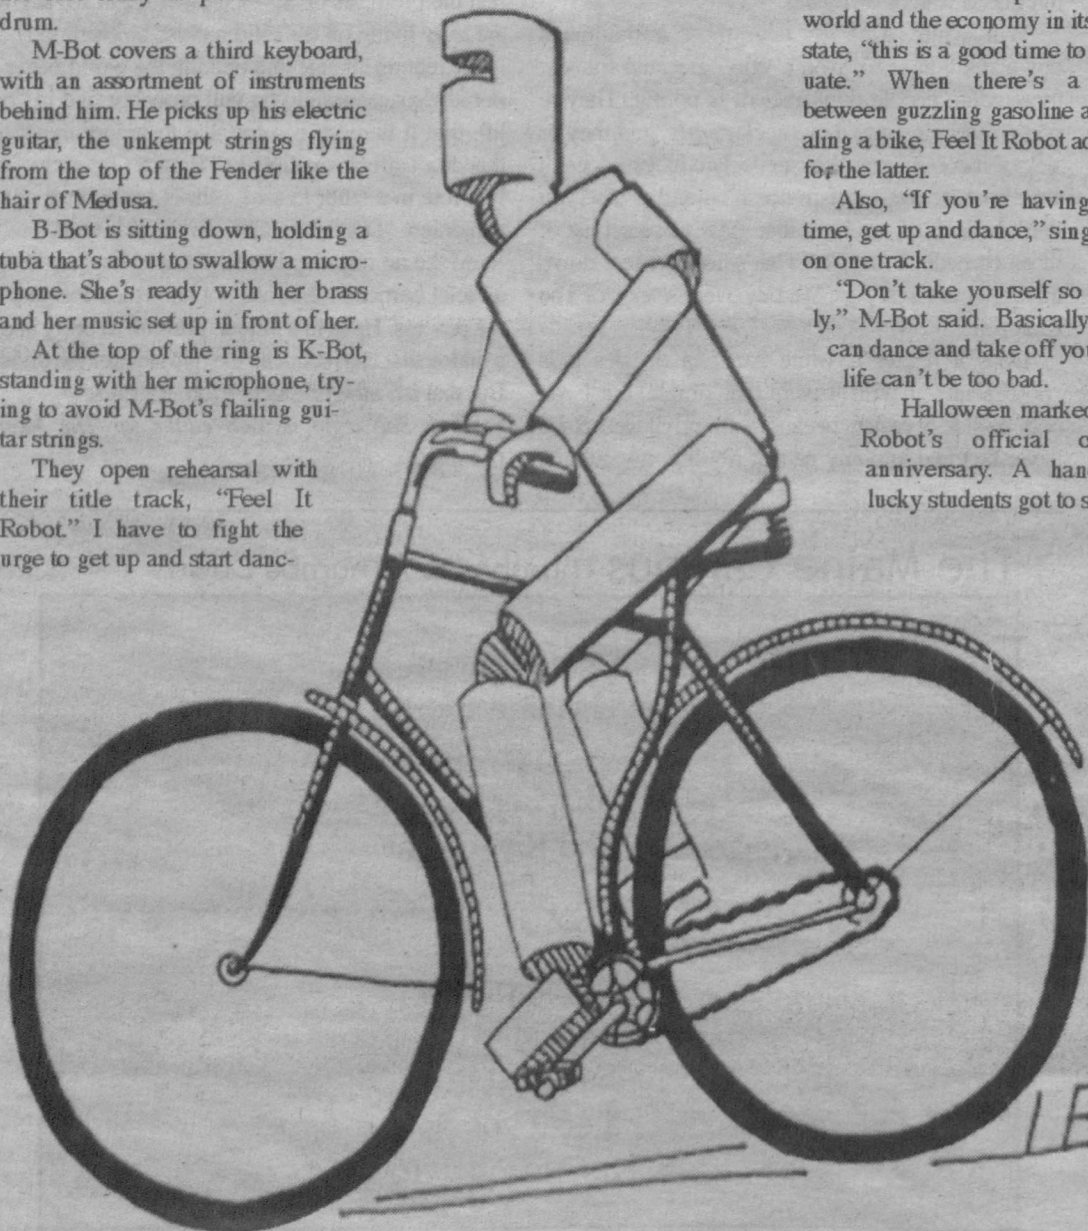 drum.
M-Bot covers a third keyboard,
with an assortment of instruments
behind him. He picks up his electric
guitar, the unkempt strings flying
from the top of the Fender like the
hair of Medusa.
B-Bot is sitting down, holding a
tuba that's about to swallow a micro-
phone. She's ready with her brass
and her music set up in front of her.
At the top of the ring is K-Bot,
standing with her microphone, try-
ing to avoid M-Bot's flailing gui-
tar strings.
They open rehearsal with
their title track, "Feel It
Robot." I have to fight the
urge to get up and start danc-
world and the economy in its
state, "this is a good time to
uate." When there's a
between guzzling gasoline a
aling a bike, Feel It Robot ad
for the latter.
Also, "If you're having
time, get up and dance," sing
on one track.
"Don't take yourself so
ly," M-Bot said. Basically
can dance and take off you
life can't be too bad.
Halloween marked
Robot's official c
anniversary. A han
lucky students got to s